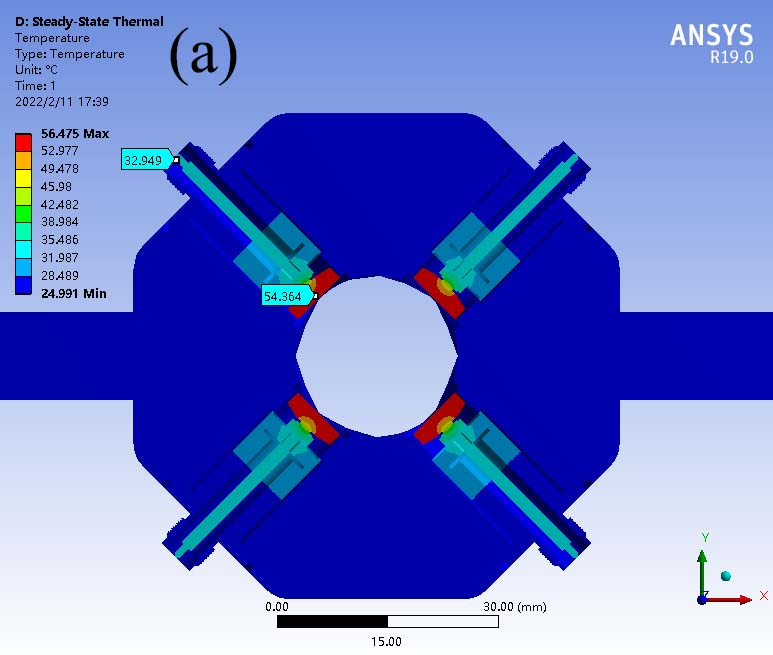 D: Steady-State Thermal
Temperature
Type: Temperature
Unit: °C
Time: 1
2022/2/11 17:39
(a)
ANSYS
R19.0
56.475 Max
52.977
49.478
45.98
42.482
38.984
35.486
31.987
28.489
24.991 Min
32.949
54.364
Y
Z
X
0.00
30.00 (mm)
15.00